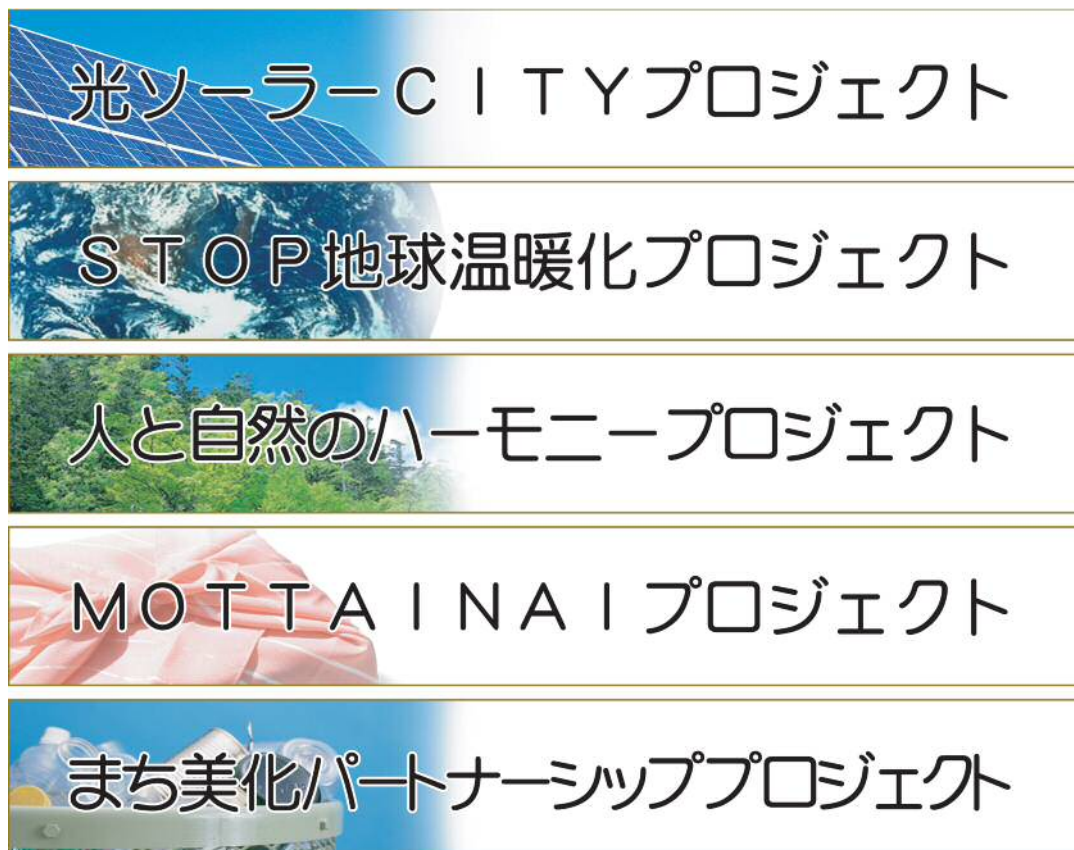 光ソーラーＣＩＴＹプロジェクト
ＳＴＯＰ地球温暖化プロジェクト
人と自然のハーモニープロジェクト
ＭＯＴＴＡＩＮＡＩプロジェクト
まち美化パートナーシッププロジェクト